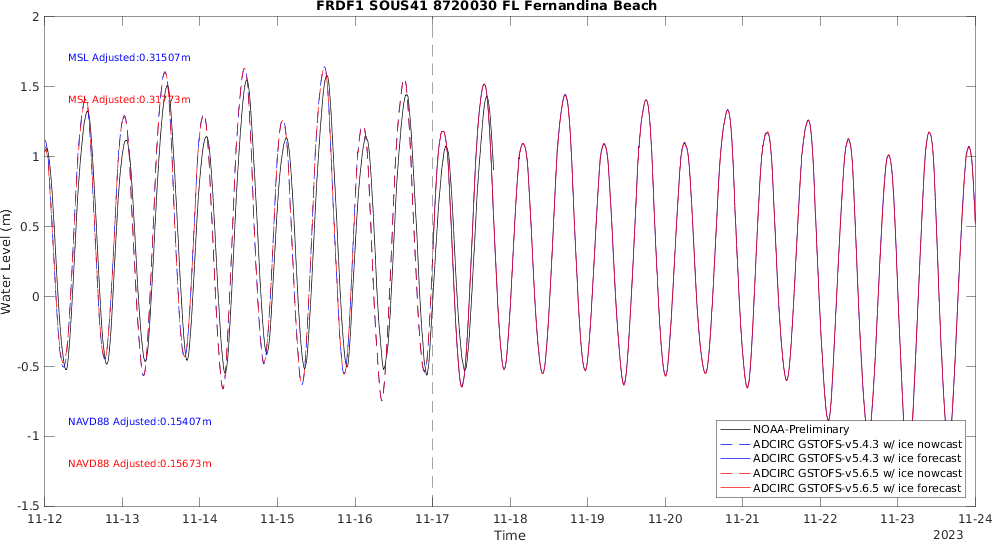 FRDF1 SOUS41 8720030 FL Fernandina Beach
2
1.5
1
0.5
0
-0.5
-1
-1.5
Water Level (m)
MSL Adjusted:0.31507m
MSL Adjusted:0.31773m
NAVD88 Adjusted:0.15407m
NAVD88 Adjusted:0.15673m
NOAA-Preliminary
ADCIRC GSTOFS-v5.4.3 w/ ice nowcast
ADCIRC GSTOFS-v5.4.3 w/ ice forecast
ADCIRC GSTOFS-v5.6.5 w/ ice nowcast
ADCIRC GSTOFS-v5.6.5 w/ ice forecast
11-12 11-13 11-14 11-15 11-16 11-17 11-18 11-19 11-20 11-21 11-22 11-23 11-24
Time
2023